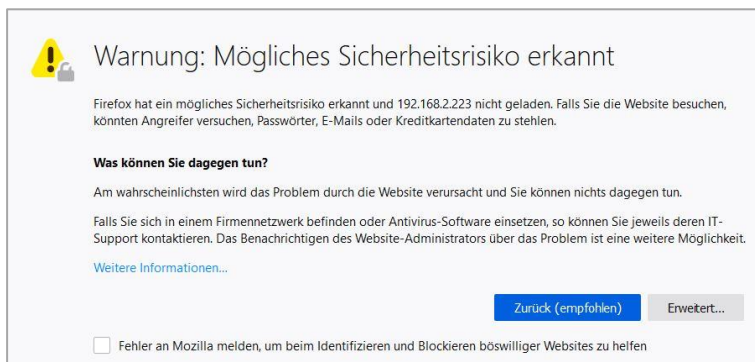 Warnung: Mögliches Sicherheitsrisiko erkannt
Firefox hat ein mögliches Sicherheitsrisiko erkannt und 192.168.2.223 nicht geladen. Falls Sie die Website besuchen,
könnten Angreifer versuchen, Passwörter, E-Mails oder Kreditkartendaten zu stehlen.
Was können Sie dagegen tun?
Am wahrscheinlichsten wird das Problem durch die Website verursacht und Sie können nichts dagegen tun.
Falls Sie sich in einem Firmennetzwerk befinden oder Antivirus-Software einsetzen, so können Sie jeweils deren IT-
Support kontaktieren. Das Benachrichtigen des Website-Administrators über das Problem ist eine weitere Möglichkeit.
Weitere Informationen...
Zurück (empfohlen) Erweitert...
Fehler an Mozilla melden, um beim Identifizieren und Blockieren böswilliger Websites zu helfen